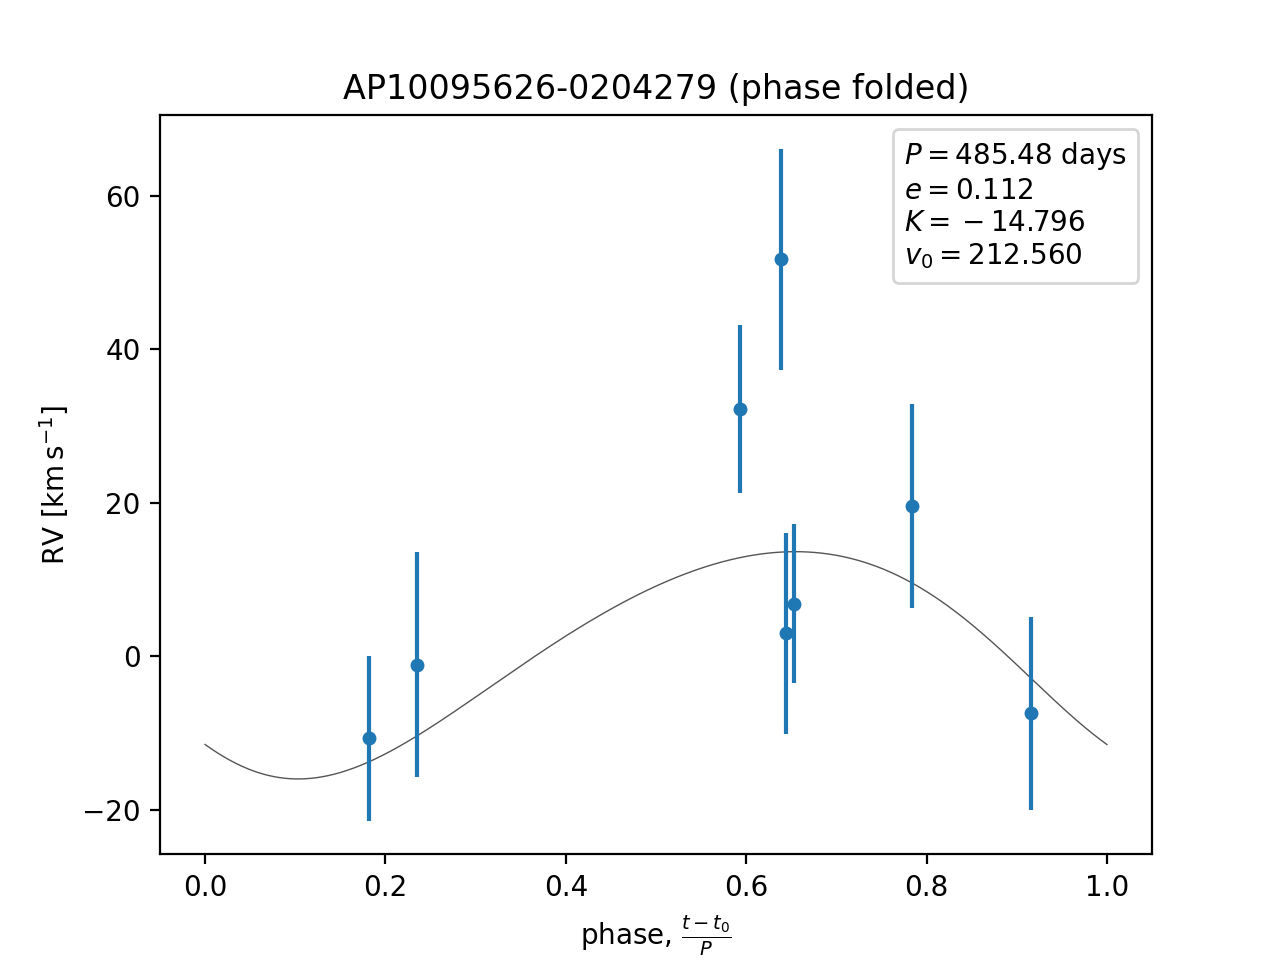 AP10095626-0204279 (phase folded)
P = 485.48 days
e = 0.112
K = −14.796
v₀ = 212.560
RV [km s⁻¹]
60
40
20
0
−20
0.0 0.2 0.4 0.6 0.8 1.0
phase, (t − t₀)/P